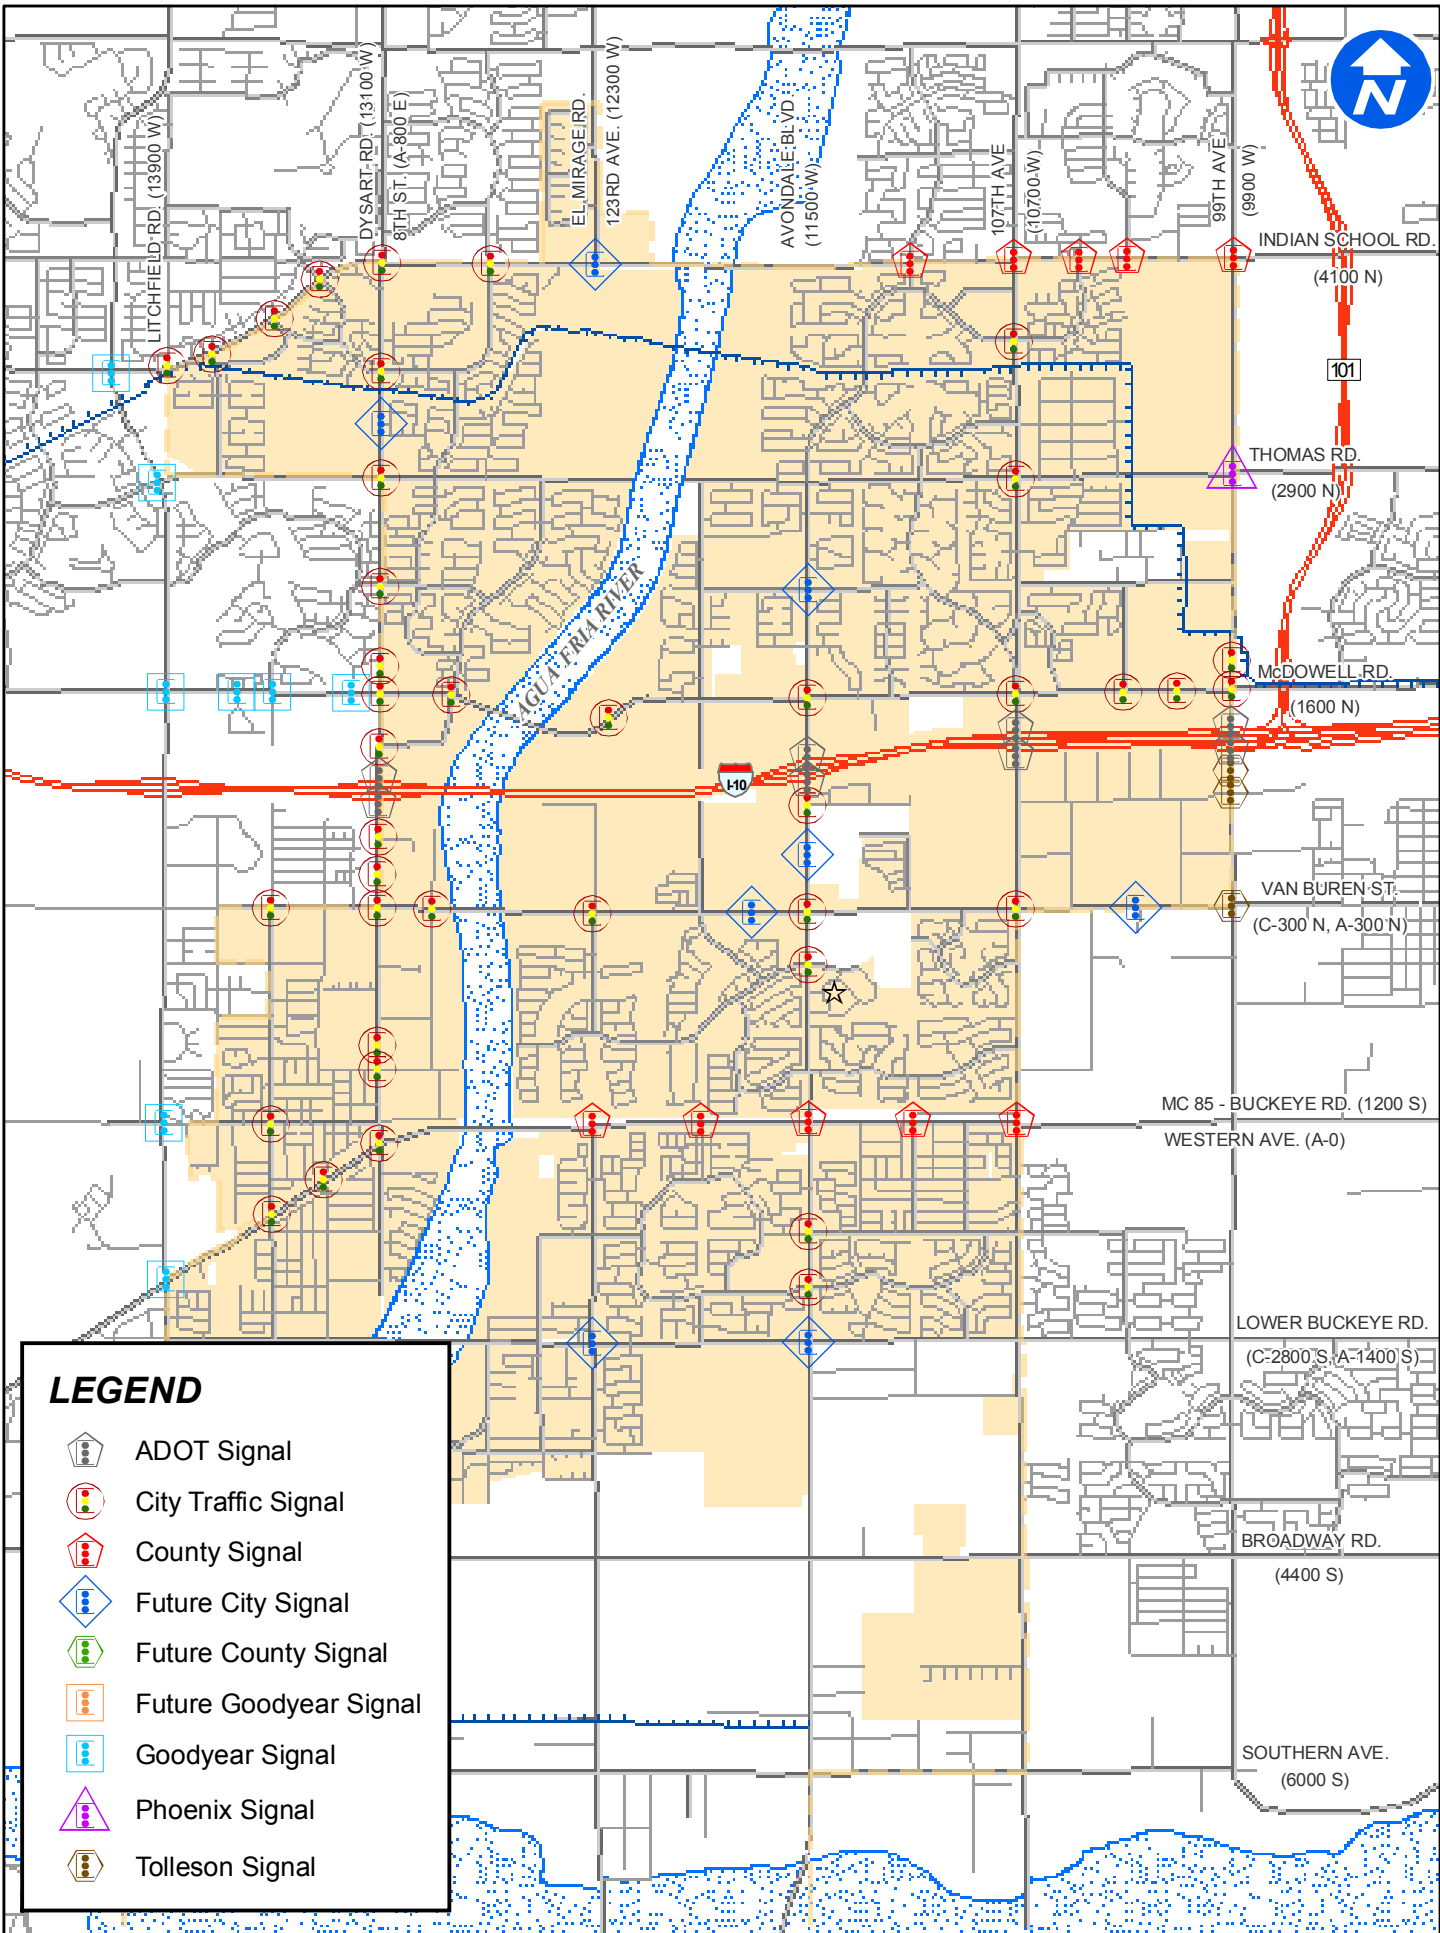 N
LITCHFIELD RD. (13900 W)
DYSART RD. (13100 W)
8TH ST. (A-800 E)
EL MIRAGE RD.
123RD AVE. (12300 W)
AVONDALE BLVD.
(11500 W)
107TH AVE
(10700 W)
99TH AVE
(9900 W)
INDIAN SCHOOL RD.
(4100 N)
101
THOMAS RD.
(2900 N)
AGUA FRIA RIVER
McDOWELL RD.
(1600 N)
I-10
VAN BUREN ST.
(C-300 N, A-300 N)
MC 85 - BUCKEYE RD. (1200 S)
WESTERN AVE. (A-0)
LOWER BUCKEYE RD.
(C-2800 S, A-1400 S)
BROADWAY RD.
(4400 S)
SOUTHERN AVE.
(6000 S)
LEGEND
ADOT Signal
City Traffic Signal
County Signal
Future City Signal
Future County Signal
Future Goodyear Signal
Goodyear Signal
Phoenix Signal
Tolleson Signal